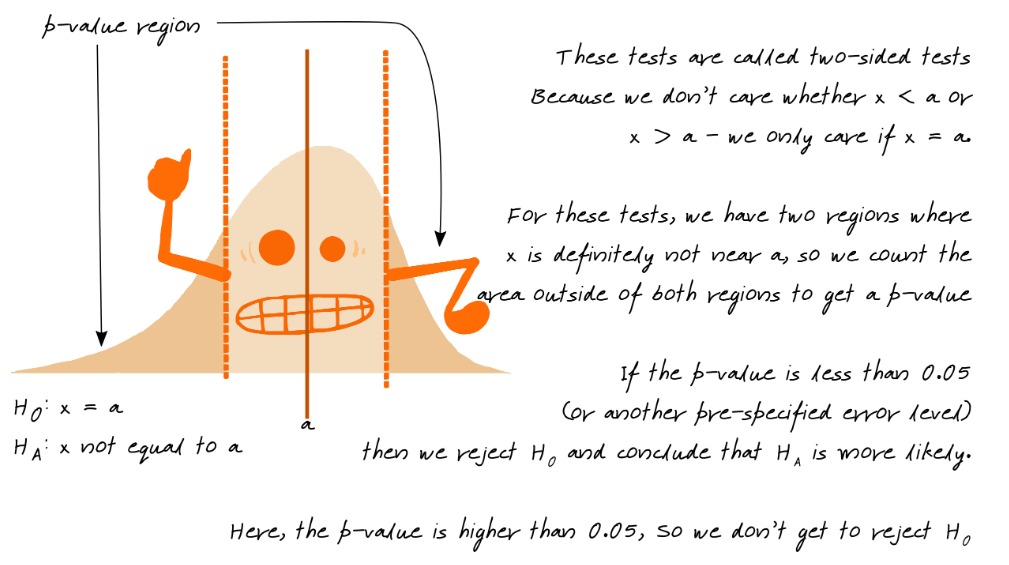 p-value region
These tests are called two-sided tests
Because we don't care whether x < a or
x > a - we only care if x = a.
For these tests, we have two regions where
x is definitely not near a, so we count the
area outside of both regions to get a p-value
If the p-value is less than 0.05
(or another pre-specified error level)
then we reject H₀ and conclude that H_A is more likely.
Here, the p-value is higher than 0.05, so we don't get to reject H₀
a
H₀: x = a
H_A: x not equal to a